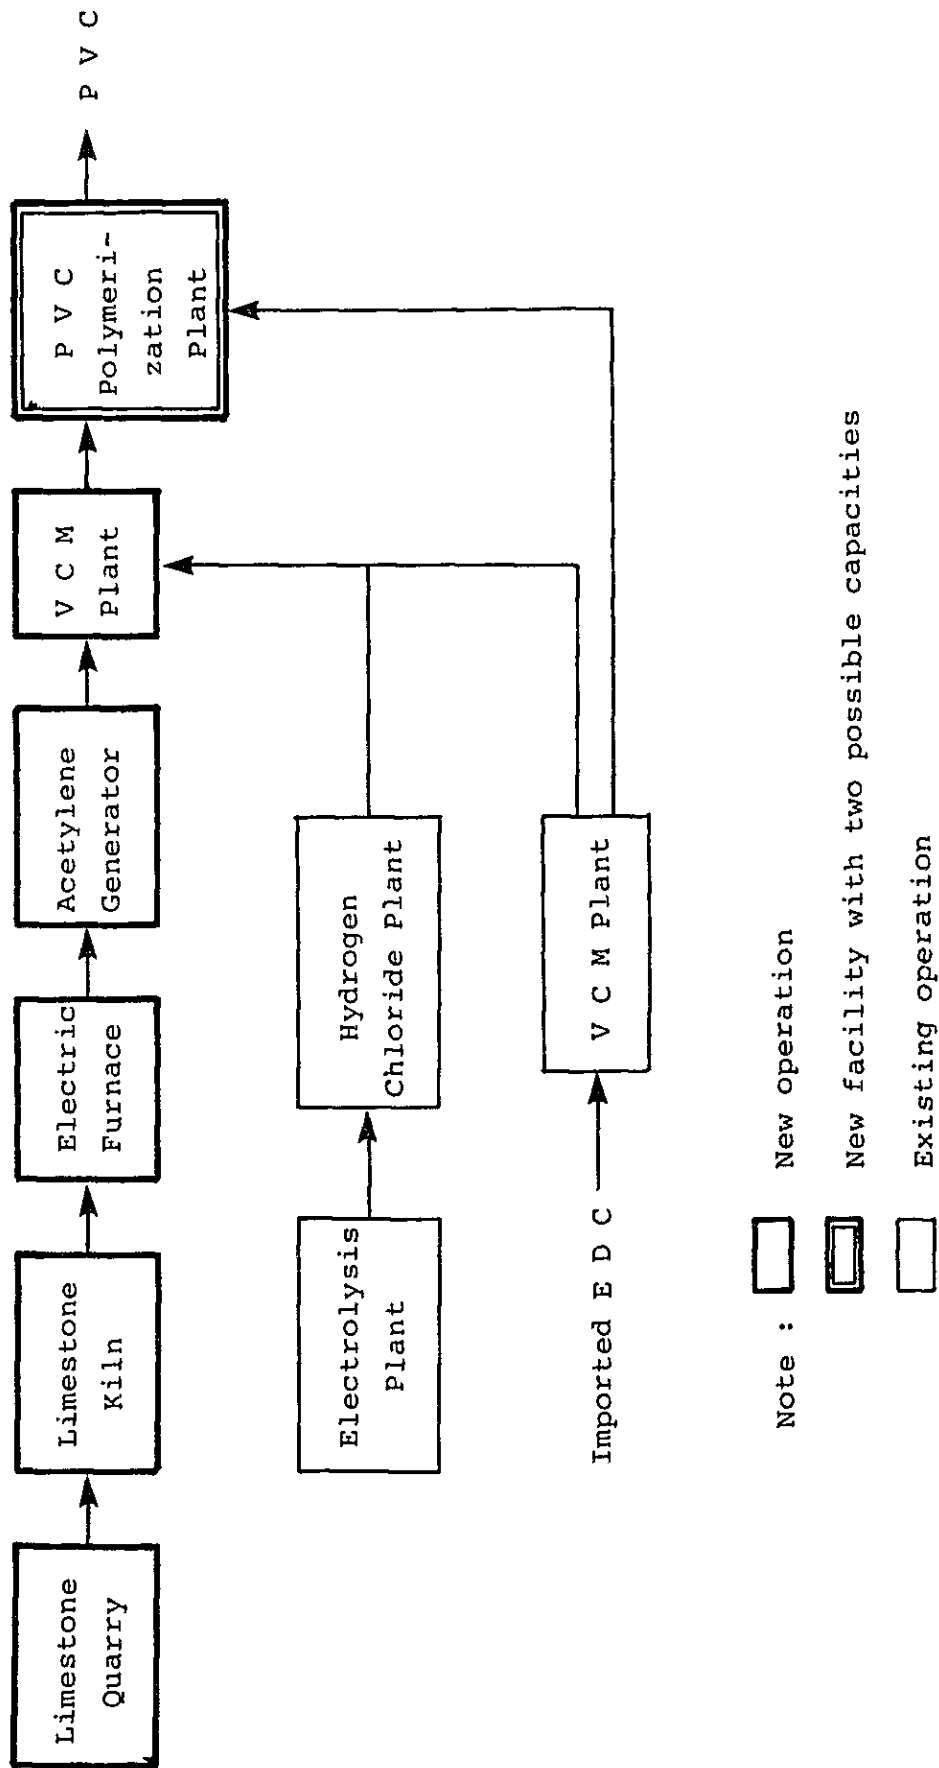 Limestone
Quarry
Limestone
Kiln
Electric
Furnace
Acetylene
Generator
V C M
Plant
P V C
Polymeri-
zation
Plant
P V C
Electrolysis
Plant
Hydrogen
Chloride Plant
Imported E D C
V C M Plant
Note :
New operation
New facility with two possible capacities
Existing operation